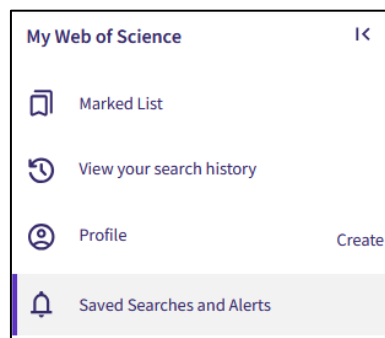 My Web of Science
Marked List
View your search history
Profile Create
Saved Searches and Alerts